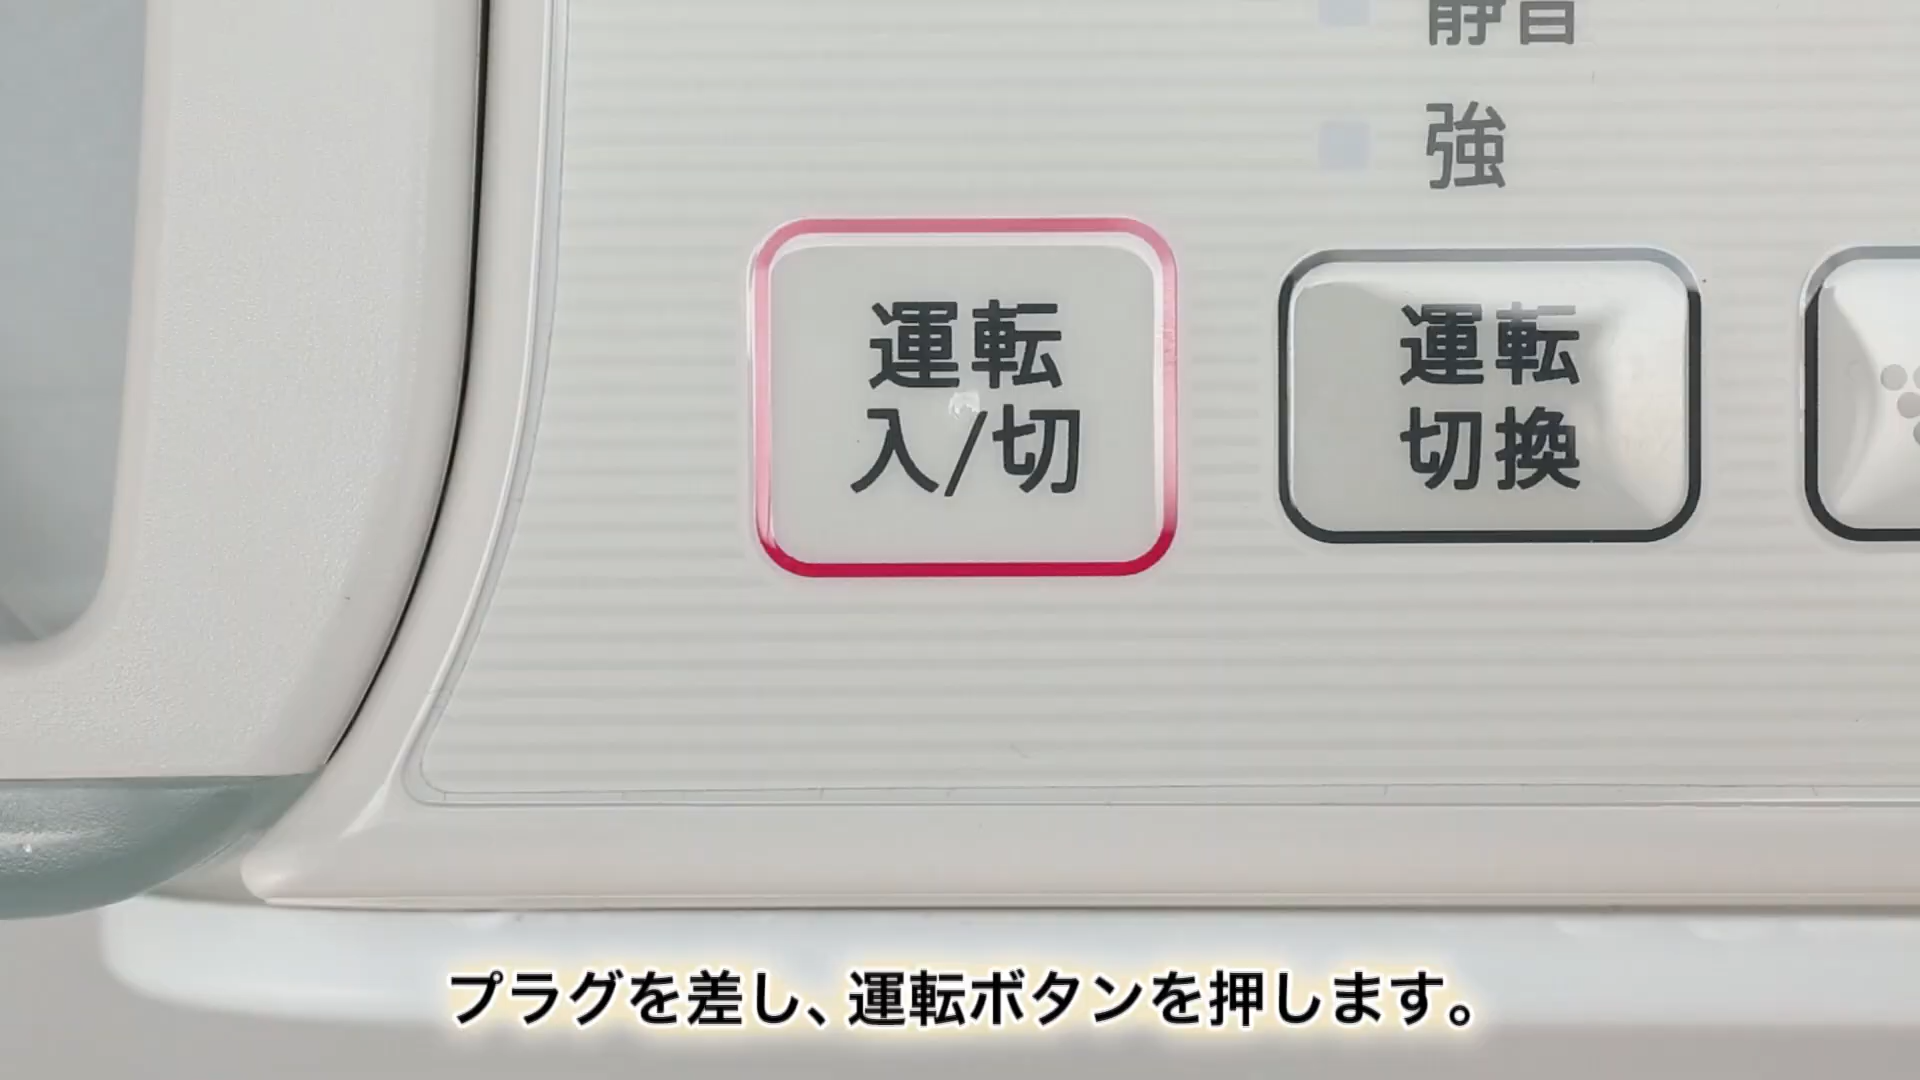 静音
強
運転
入/切
運転
切換
プラグを差し、運転ボタンを押します。